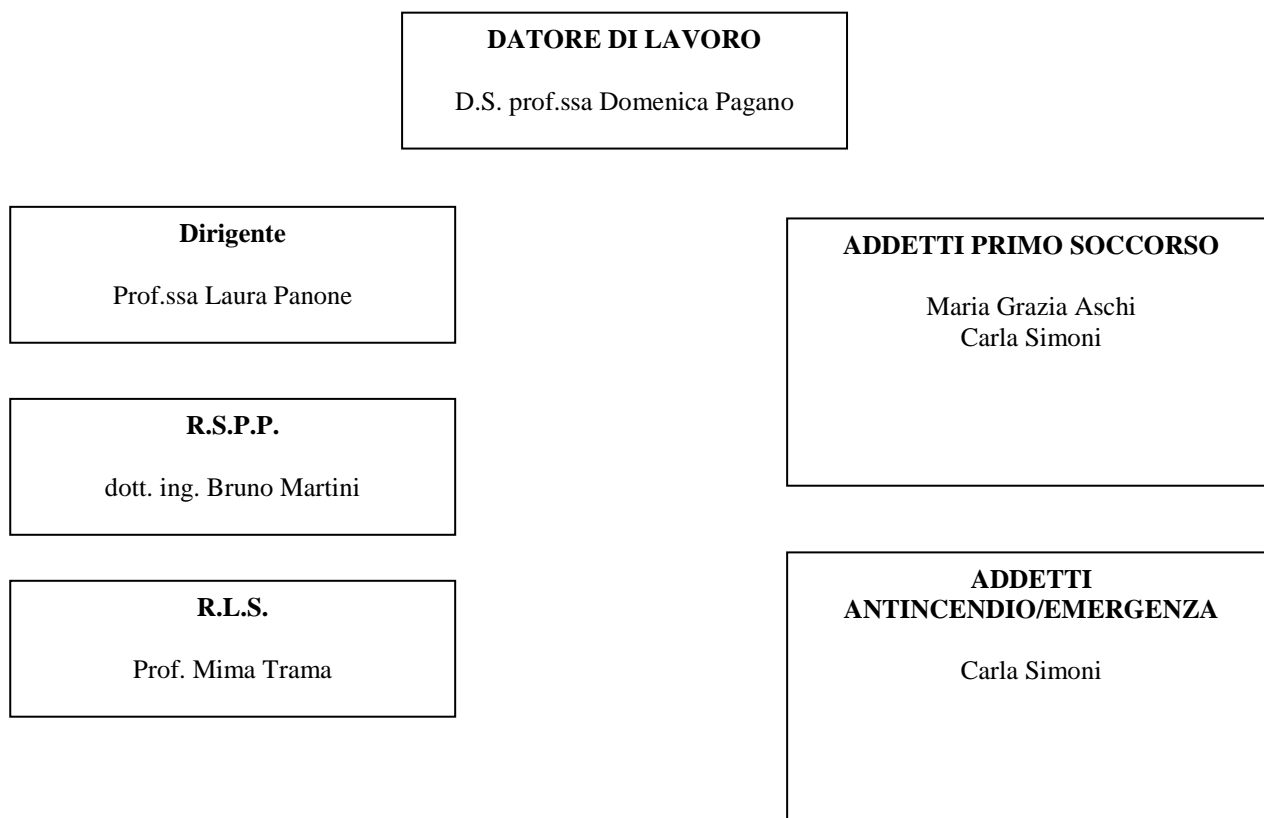 DATORE DI LAVORO
D.S. prof.ssa Domenica Pagano
Dirigente
Prof.ssa Laura Panone
R.S.P.P.
dott. ing. Bruno Martini
R.L.S.
Prof. Mima Trama
ADDETTI PRIMO SOCCORSO
Maria Grazia Aschi
Carla Simoni
ADDETTI
ANTINCENDIO/EMERGENZA
Carla Simoni